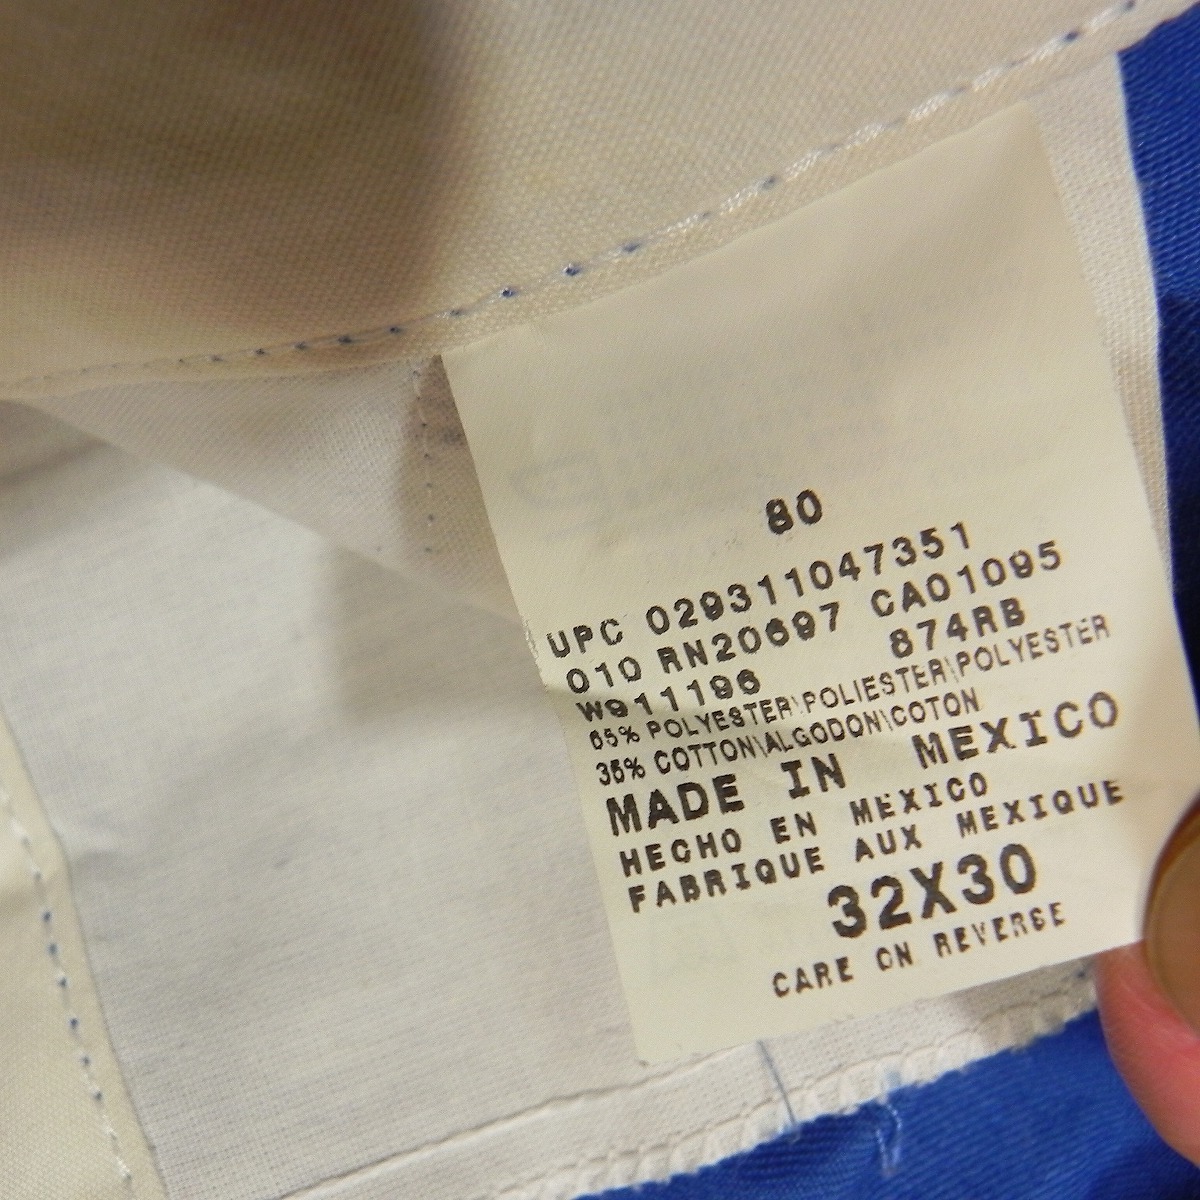 80
UPC 029311047351
010 RN20697 CA01095
W911196 874RB
65% POLYESTER\POLIESTER\POLYESTER
35% COTTON\ALGODON\COTON
MADE IN MEXICO
HECHO EN MEXICO
FABRIQUE AUX MEXIQUE
32X30
CARE ON REVERSE